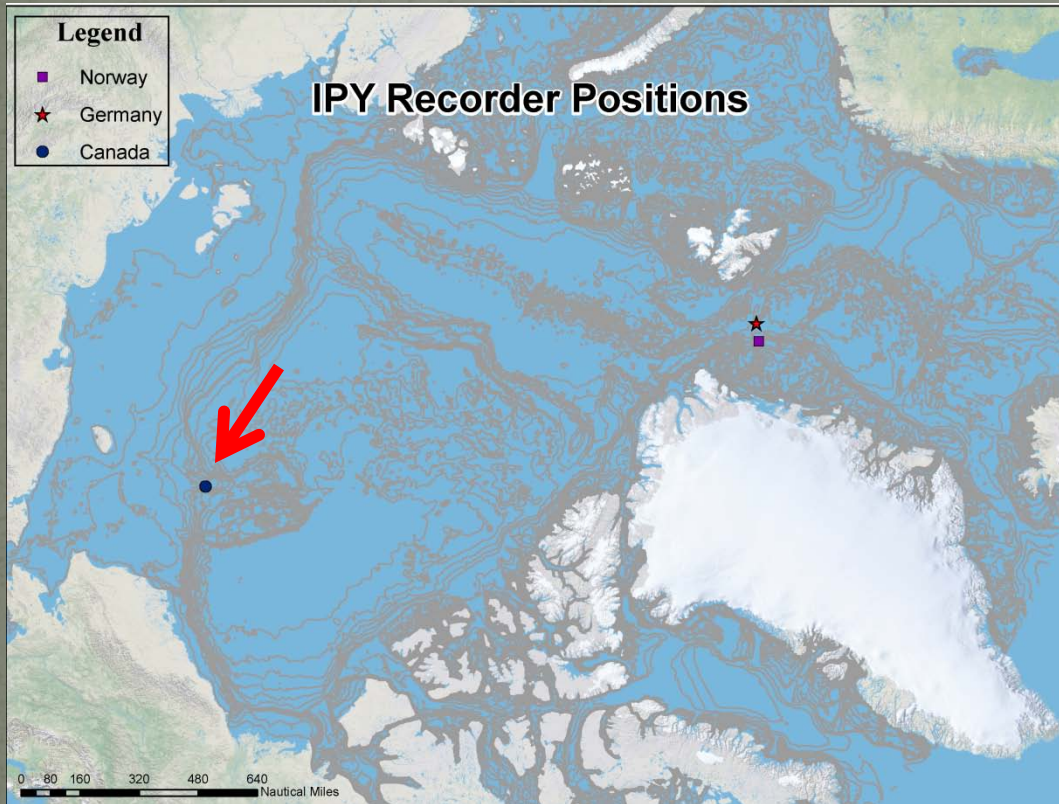 Legend
Norway
Germany
Canada
IPY Recorder Positions
0 80 160 320 480 640
Nautical Miles